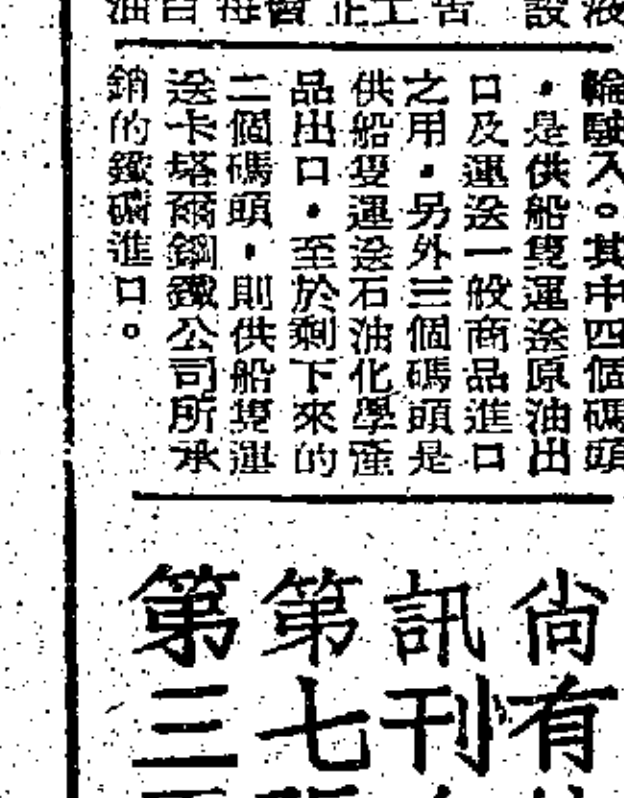 輪駛入。其中四個碼頭
，是供船隻運送原油出
口及運送一般商品進口
之用，另外三個碼頭是
供船隻運送石油化學產
品出口，至於剩下來的
二個碼頭，則供船隻運
送卡塔爾鋼鐵公司所承
銷的鐵礦進口。
尚有
訊刊
第七
第三